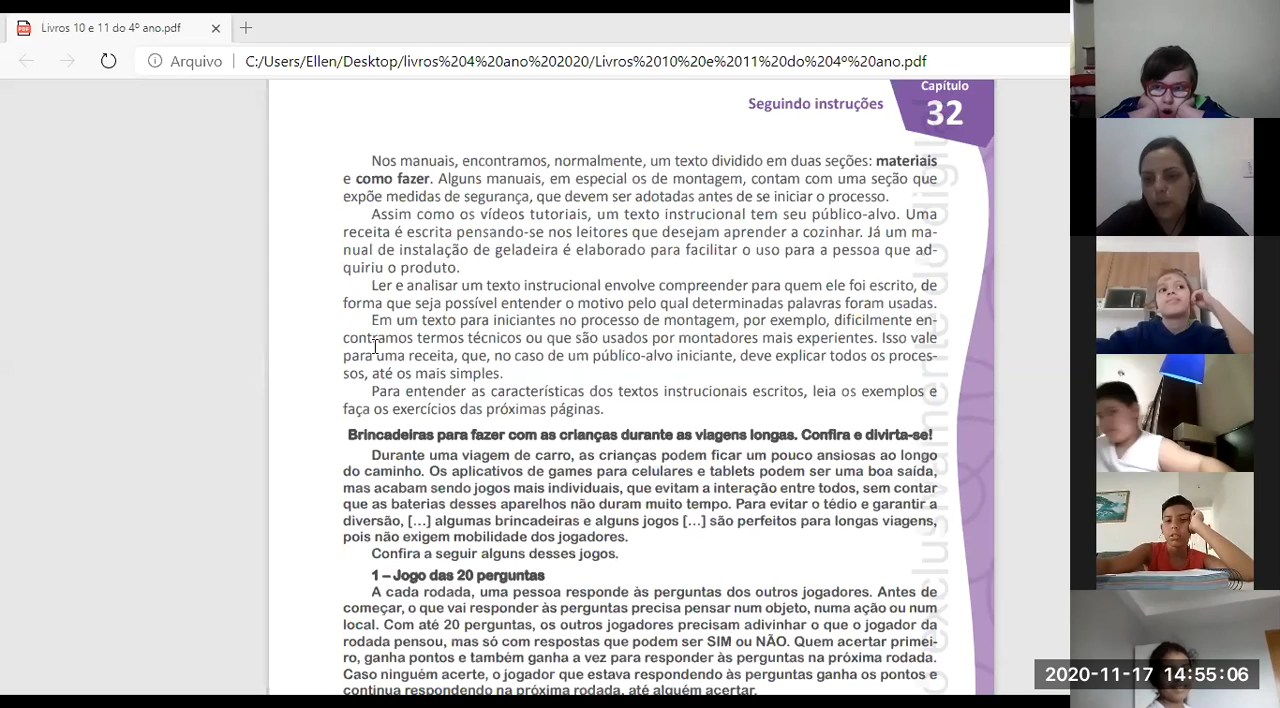 Livros 10 e 11 do 4º ano.pdf
Arquivo
C:/Users/Ellen/Desktop/livros%204%20ano%202020/Livros%2010%20e%2011%20do%204º%20ano.pdf
Seguindo instruções
Capítulo
32
Nos manuais, encontramos, normalmente, um texto dividido em duas seções: materiais
e como fazer. Alguns manuais, em especial os de montagem, contam com uma seção que
expõe medidas de segurança, que devem ser adotadas antes de se iniciar o processo.
Assim como os vídeos tutoriais, um texto instrucional tem seu público-alvo. Uma
receita é escrita pensando-se nos leitores que desejam aprender a cozinhar. Já um ma-
nual de instalação de geladeira é elaborado para facilitar o uso para a pessoa que ad-
quiriu o produto.
Ler e analisar um texto instrucional envolve compreender para quem ele foi escrito, de
forma que seja possível entender o motivo pelo qual determinadas palavras foram usadas.
Em um texto para iniciantes no processo de montagem, por exemplo, dificilmente en-
contramos termos técnicos ou que são usados por montadores mais experientes. Isso vale
para uma receita, que, no caso de um público-alvo iniciante, deve explicar todos os proces-
sos, até os mais simples.
Para entender as características dos textos instrucionais escritos, leia os exemplos e
faça os exercícios das próximas páginas.
Brincadeiras para fazer com as crianças durante as viagens longas. Confira e divirta-se!
Durante uma viagem de carro, as crianças podem ficar um pouco ansiosas ao longo
do caminho. Os aplicativos de games para celulares e tablets podem ser uma boa saída,
mas acabam sendo jogos mais individuais, que evitam a interação entre todos, sem contar
que as baterias desses aparelhos não duram muito tempo. Para evitar o tédio e garantir a
diversão, [...] algumas brincadeiras e alguns jogos [...] são perfeitos para longas viagens,
pois não exigem mobilidade dos jogadores.
Confira a seguir alguns desses jogos.
1 – Jogo das 20 perguntas
A cada rodada, uma pessoa responde às perguntas dos outros jogadores. Antes de
começar, o que vai responder às perguntas precisa pensar num objeto, numa ação ou num
local. Com até 20 perguntas, os outros jogadores precisam adivinhar o que o jogador da
rodada pensou, mas só com respostas que podem ser SIM ou NÃO. Quem acertar primei-
ro, ganha pontos e também ganha a vez para responder às perguntas na próxima rodada.
Caso ninguém acerte, o jogador que estava respondendo às perguntas ganha os pontos e
continua respondendo na próxima rodada, até alguém acertar.
o exclusivamente do digi
2020-11-17 14:55:06